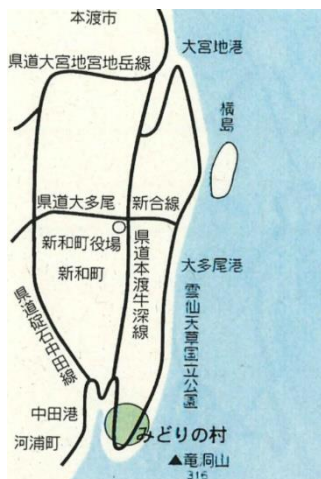 本渡市
大宮地港
県道大宮地宮地岳線
横島
県道大多尾
新合線
新和町役場
県道本渡牛深線
大多尾港
新和町
雲仙天草国立公園
県道碇石中田線
中田港
みどりの村
河浦町
▲竜洞山
316